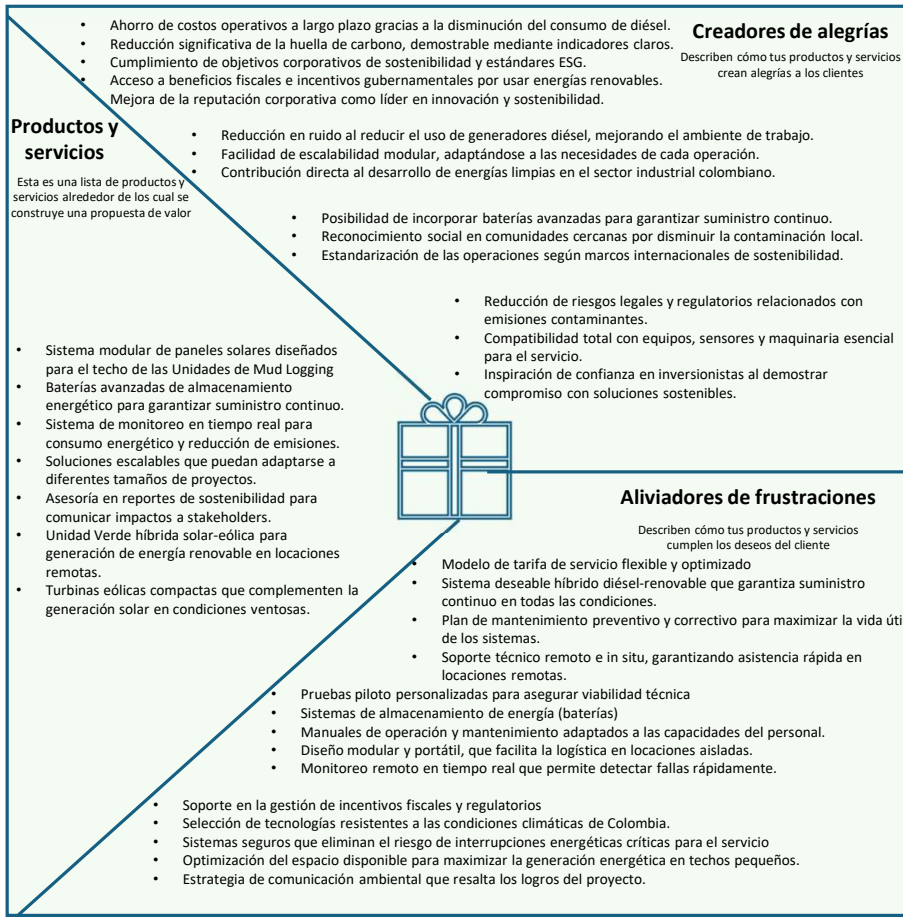 • Ahorro de costos operativos a largo plazo gracias a la disminución del consumo de diésel.
• Reducción significativa de la huella de carbono, demostrable mediante indicadores claros.
• Cumplimiento de objetivos corporativos de sostenibilidad y estándares ESG.
• Acceso a beneficios fiscales e incentivos gubernamentales por usar energías renovables.
• Mejora de la reputación corporativa como líder en innovación y sostenibilidad.
Creadores de alegrías
Describen cómo tus productos y servicios
crean alegrías a los clientes
• Reducción en ruido al reducir el uso de generadores diésel, mejorando el ambiente de trabajo.
• Facilidad de escalabilidad modular, adaptándose a las necesidades de cada operación.
• Contribución directa al desarrollo de energías limpias en el sector industrial colombiano.
• Posibilidad de incorporar baterías avanzadas para garantizar suministro continuo.
• Reconocimiento social en comunidades cercanas por disminuir la contaminación local.
• Estandarización de las operaciones según marcos internacionales de sostenibilidad.
• Reducción de riesgos legales y regulatorios relacionados con
emisiones contaminantes.
• Compatibilidad total con equipos, sensores y maquinaria esencial
para el servicio.
• Inspiración de confianza en inversionistas al demostrar
compromiso con soluciones sostenibles.
Productos y
servicios
Esta es una lista de productos y
servicios alrededor de los cual se
construye una propuesta de valor
• Sistema modular de paneles solares diseñados
para el techo de las Unidades de Mud Logging
• Baterías avanzadas de almacenamiento
energético para garantizar suministro continuo.
• Sistema de monitoreo en tiempo real para
consumo energético y reducción de emisiones.
• Soluciones escalables que puedan adaptarse a
diferentes tamaños de proyectos.
• Asesoría en reportes de sostenibilidad para
comunicar impactos a stakeholders.
• Unidad Verde híbrida solar-eólica para
generación de energía renovable en locaciones
remotas.
• Turbinas eólicas compactas que complementen la
generación solar en condiciones ventosas.
Aliviadores de frustraciones
Describen cómo tus productos y servicios
cumplen los deseos del cliente
• Modelo de tarifa de servicio flexible y optimizado
• Sistema deseable híbrido diésel-renovable que garantiza suministro
continuo en todas las condiciones.
• Plan de mantenimiento preventivo y correctivo para maximizar la vida úti
de los sistemas.
• Soporte técnico remoto e in situ, garantizando asistencia rápida en
locaciones remotas.
• Pruebas piloto personalizadas para asegurar viabilidad técnica
• Sistemas de almacenamiento de energía (baterías)
• Manuales de operación y mantenimiento adaptados a las capacidades del personal.
• Diseño modular y portátil, que facilita la logística en locaciones aisladas.
• Monitoreo remoto en tiempo real que permite detectar fallas rápidamente.
• Soporte en la gestión de incentivos fiscales y regulatorios
• Selección de tecnologías resistentes a las condiciones climáticas de Colombia.
• Sistemas seguros que eliminan el riesgo de interrupciones energéticas críticas para el servicio
• Optimización del espacio disponible para maximizar la generación energética en techos pequeños.
• Estrategia de comunicación ambiental que resalta los logros del proyecto.